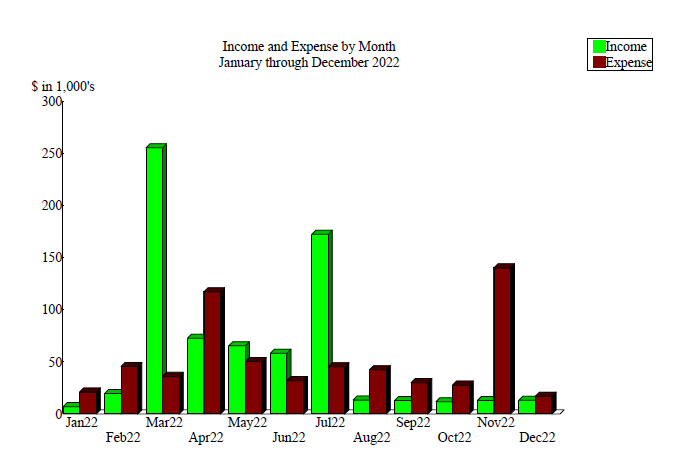 Income and Expense by Month
January through December 2022
Income
Expense
$ in 1,000's
300
250
200
150
100
50
0
Jan22
Feb22
Mar22
Apr22
May22
Jun22
Jul22
Aug22
Sep22
Oct22
Nov22
Dec22